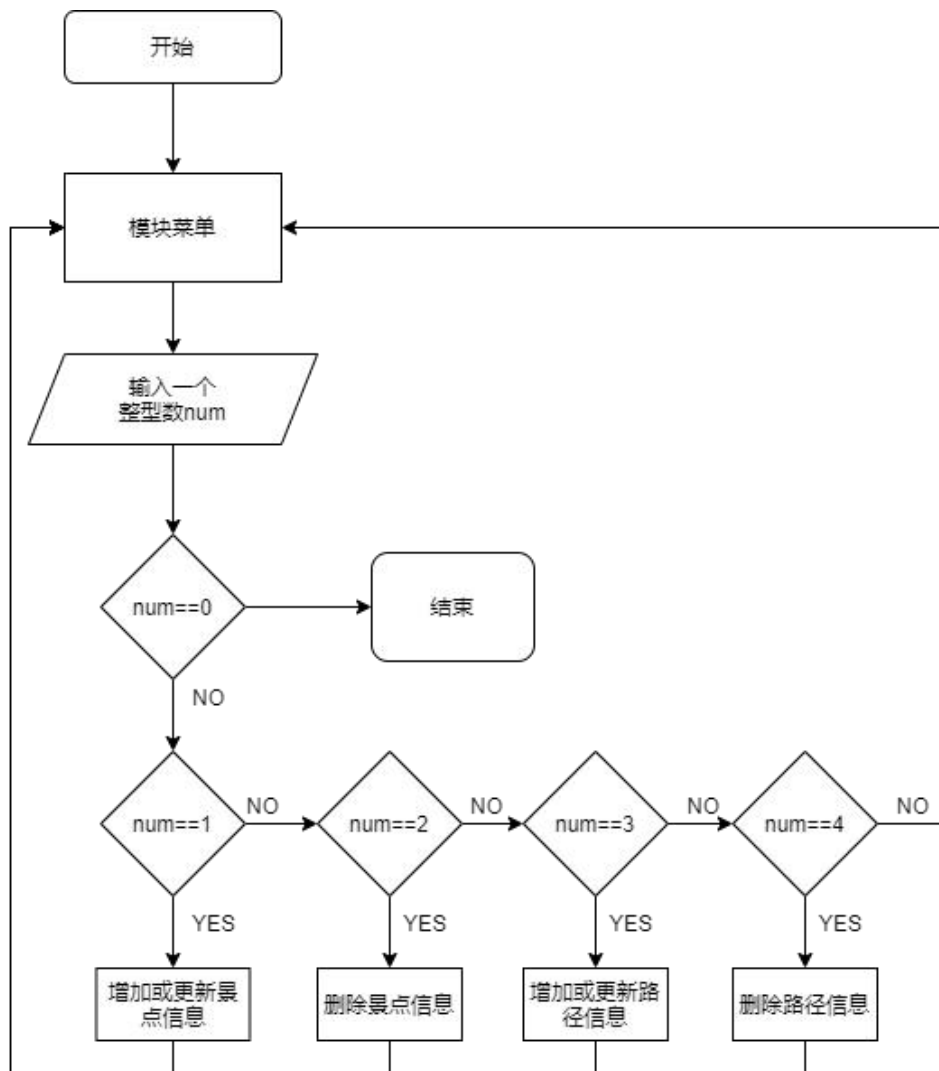 开始
模块菜单
输入一个
整型数num
num==0
结束
NO
num==1
NO
num==2
NO
num==3
NO
num==4
NO
YES
YES
YES
YES
增加或更新景
点信息
删除景点信息
增加或更新路
径信息
删除路径信息